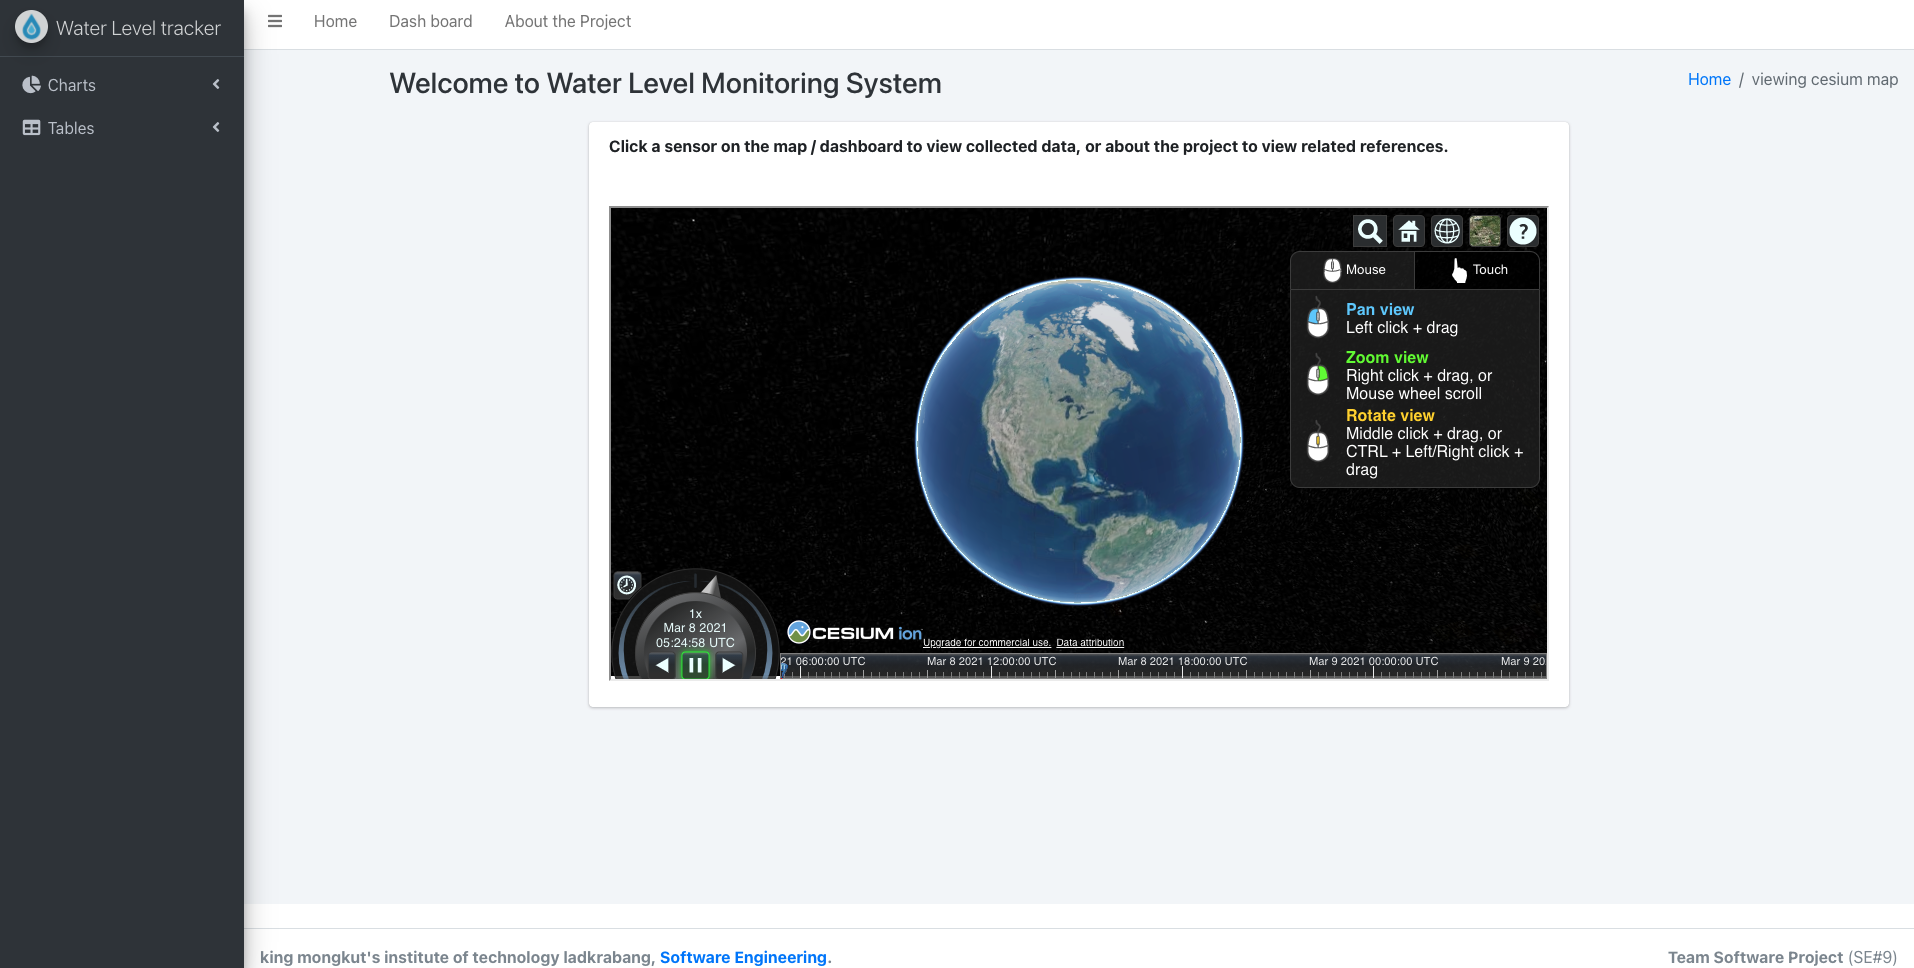 Water Level tracker
Home
Dash board
About the Project
Charts
Tables
Welcome to Water Level Monitoring System
Home / viewing cesium map
Click a sensor on the map / dashboard to view collected data, or about the project to view related references.
?
Mouse
Touch
Pan view
Left click + drag
Zoom view
Right click + drag, or
Mouse wheel scroll
Rotate view
Middle click + drag, or
CTRL + Left/Right click +
drag
1x
Mar 8 2021
05:24:58 UTC
CESIUM ion
Upgrade for commercial use. Data attribution
21 06:00:00 UTC
Mar 8 2021 12:00:00 UTC
Mar 8 2021 18:00:00 UTC
Mar 9 2021 00:00:00 UTC
Mar 9 20
king mongkut's institute of technology ladkrabang, Software Engineering.
Team Software Project (SE#9)